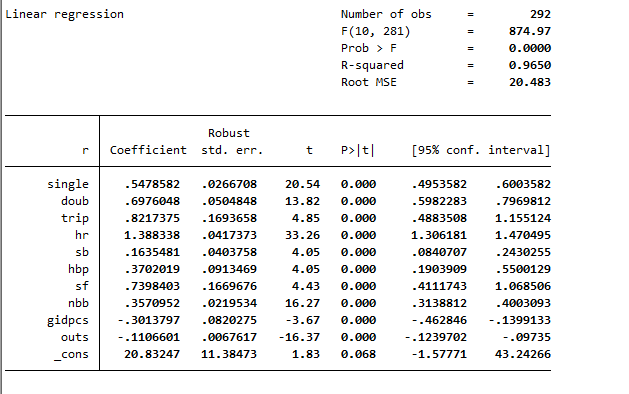 Linear regression Number of obs = 292
F(10, 281) = 874.97
Prob > F = 0.0000
R-squared = 0.9650
Root MSE = 20.483
Robust
r Coefficient std. err. t P>|t| [95% conf. interval]
single .5478582 .0266708 20.54 0.000 .4953582 .6003582
doub .6976048 .0504848 13.82 0.000 .5982283 .7969812
trip .8217375 .1693658 4.85 0.000 .4883508 1.155124
hr 1.388338 .0417373 33.26 0.000 1.306181 1.470495
sb .1635481 .0403758 4.05 0.000 .0840707 .2430255
hbp .3702019 .0913469 4.05 0.000 .1903909 .5500129
sf .7398403 .1669676 4.43 0.000 .4111743 1.068506
nbb .3570952 .0219534 16.27 0.000 .3138812 .4003093
gidpcs -.3013797 .0820275 -3.67 0.000 -.462846 -.1399133
outs -.1106601 .0067617 -16.37 0.000 -.1239702 -.09735
_cons 20.83247 11.38473 1.83 0.068 -1.57771 43.24266